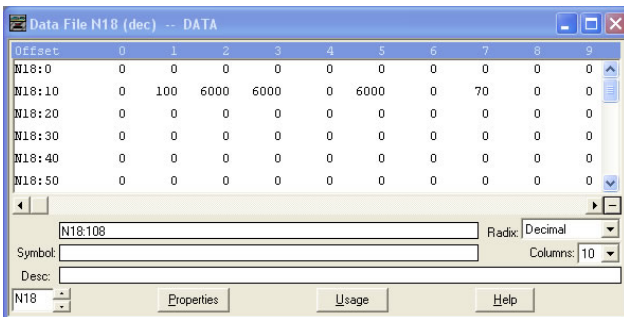 Data File N18 (dec) -- DATA
Offset 0 1 2 3 4 5 6 7 8 9
N18:0 0 0 0 0 0 0 0 0 0 0
N18:10 0 100 6000 6000 0 6000 0 70 0 0
N18:20 0 0 0 0 0 0 0 0 0 0
N18:30 0 0 0 0 0 0 0 0 0 0
N18:40 0 0 0 0 0 0 0 0 0 0
N18:50 0 0 0 0 0 0 0 0 0 0
N18:108 Radix: Decimal
Symbol: Columns: 10
Desc:
N18 Properties Usage Help